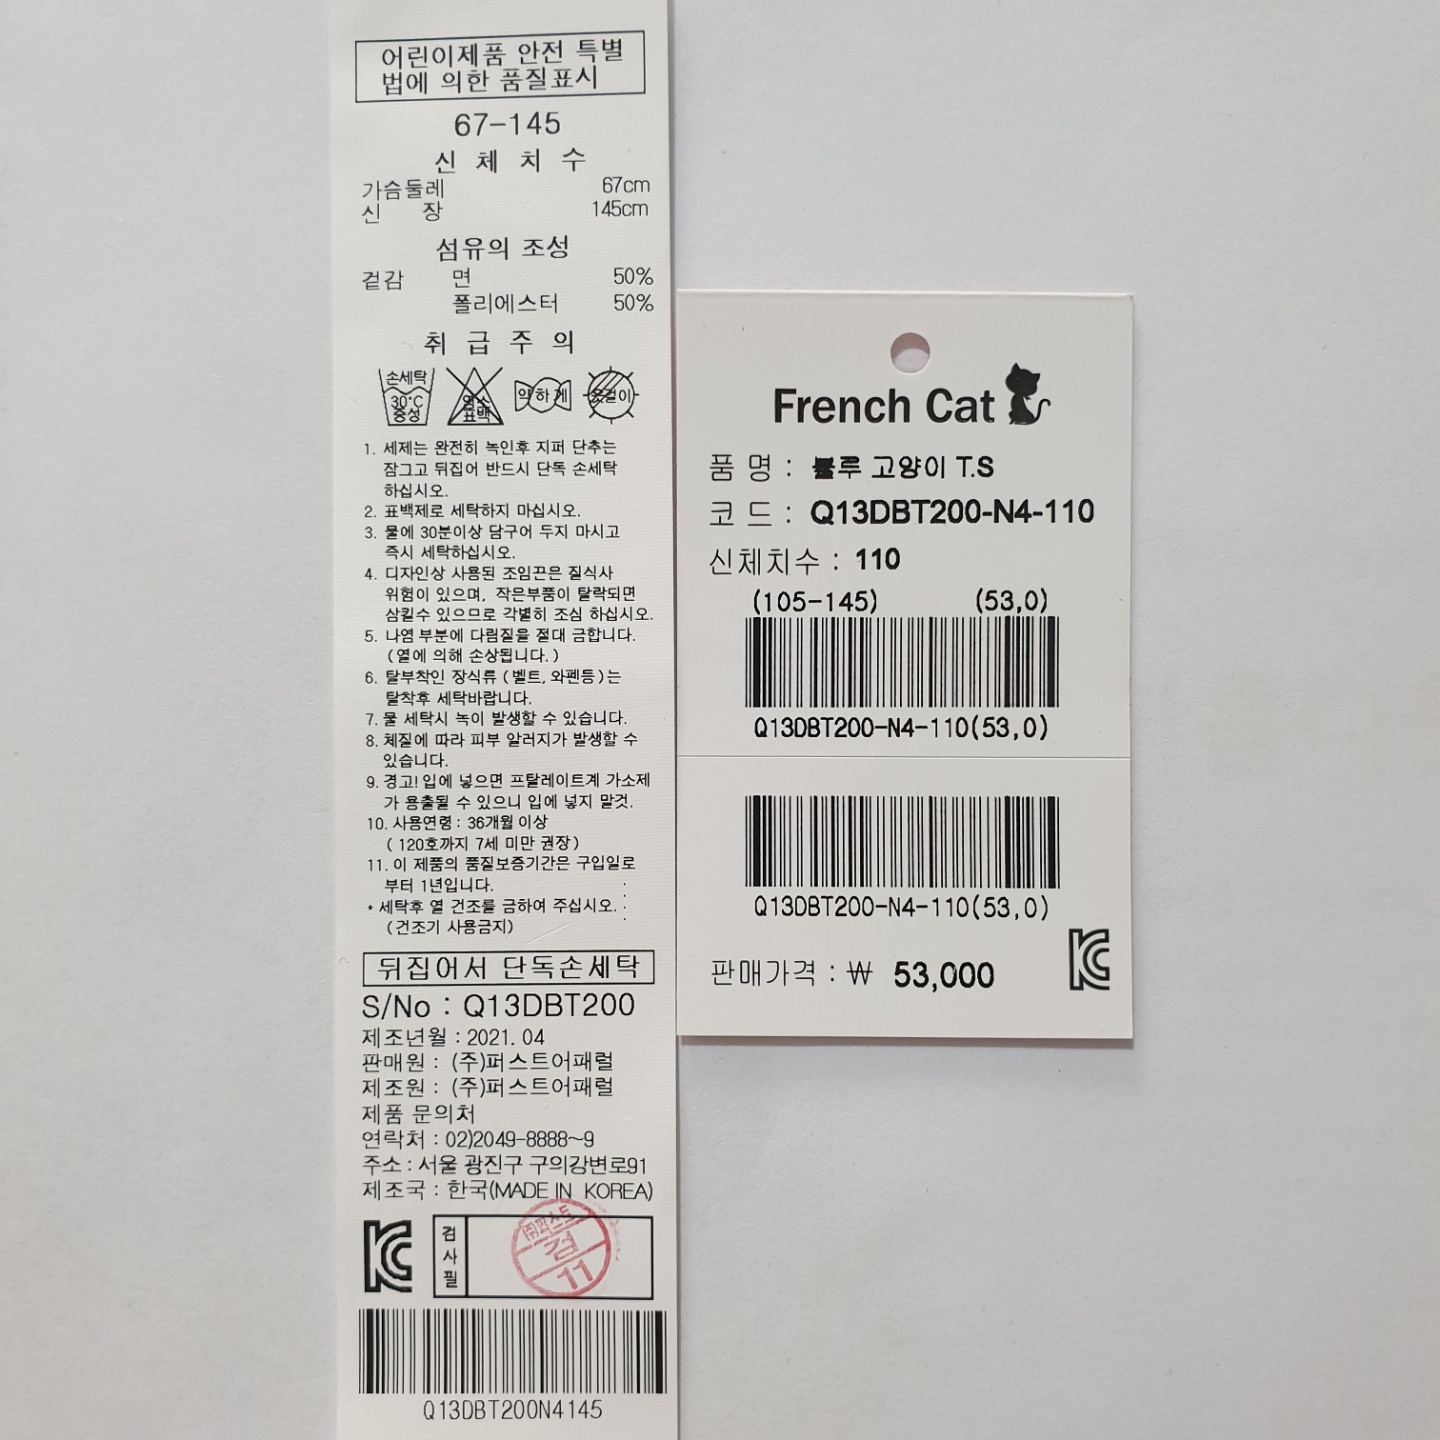 어린이제품 안전 특별
법에 의한 품질표시
67-145
신 체 치 수
가슴둘레 67cm
신 장 145cm
섬유의 조성
겉감 면 50%
폴리에스터 50%
취 급 주 의
손세탁 30℃ 중성
염소 표백
약하게
옷걸이
1. 세제는 완전히 녹인후 지퍼 단추는
잠그고 뒤집어 반드시 단독 손세탁
하십시오.
2. 표백제로 세탁하지 마십시오.
3. 물에 30분이상 담구어 두지 마시고
즉시 세탁하십시오.
4. 디자인상 사용된 조임끈은 질식사
위험이 있으며, 작은부품이 탈락되면
삼킬수 있으므로 각별히 조심 하십시오.
5. 나염 부분에 다림질을 절대 금합니다.
(열에 의해 손상됩니다.)
6. 탈부착인 장식류 (벨트, 와펜등)는
탈착후 세탁바랍니다.
7. 물 세탁시 녹이 발생할 수 있습니다.
8. 체질에 따라 피부 알러지가 발생할 수
있습니다.
9. 경고! 입에 넣으면 프탈레이트계 가소제
가 용출될 수 있으니 입에 넣지 말것.
10. 사용연령 : 36개월 이상
( 120호까지 7세 미만 권장)
11. 이 제품의 품질보증기간은 구입일로
부터 1년입니다.
* 세탁후 열 건조를 금하여 주십시오.
(건조기 사용금지)
뒤집어서 단독손세탁
S/No : Q13DBT200
제조년월 : 2021. 04
판매원 : (주)퍼스트어패럴
제조원 : (주)퍼스트어패럴
제품 문의처
연락처 : 02)2049-8888~9
주소 : 서울 광진구 구의강변로91
제조국 : 한국(MADE IN KOREA)
KC
검사필
(주)퍼스트
검
11
Q13DBT200N4145
French Cat
품 명 : 블루 고양이 T.S
코 드 : Q13DBT200-N4-110
신체치수 : 110
(105-145) (53,0)
Q13DBT200-N4-110(53,0)
Q13DBT200-N4-110(53,0)
판매가격 : ₩ 53,000
KC